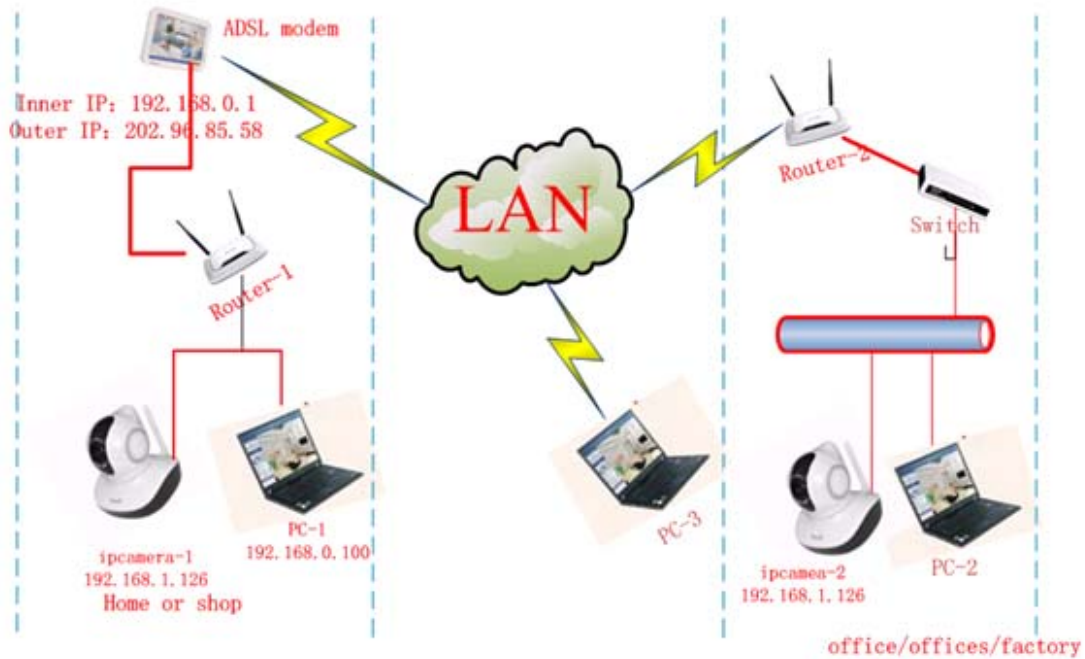 ADSL modem
Inner IP: 192.168.0.1
Outer IP: 202.96.85.58
Router-1
PC-1
192.168.0.100
ipcamera-1
192.168.1.126
Home or shop
LAN
PC-3
Router-2
Switch
ipcamea-2
192.168.1.126
PC-2
office/offices/factory